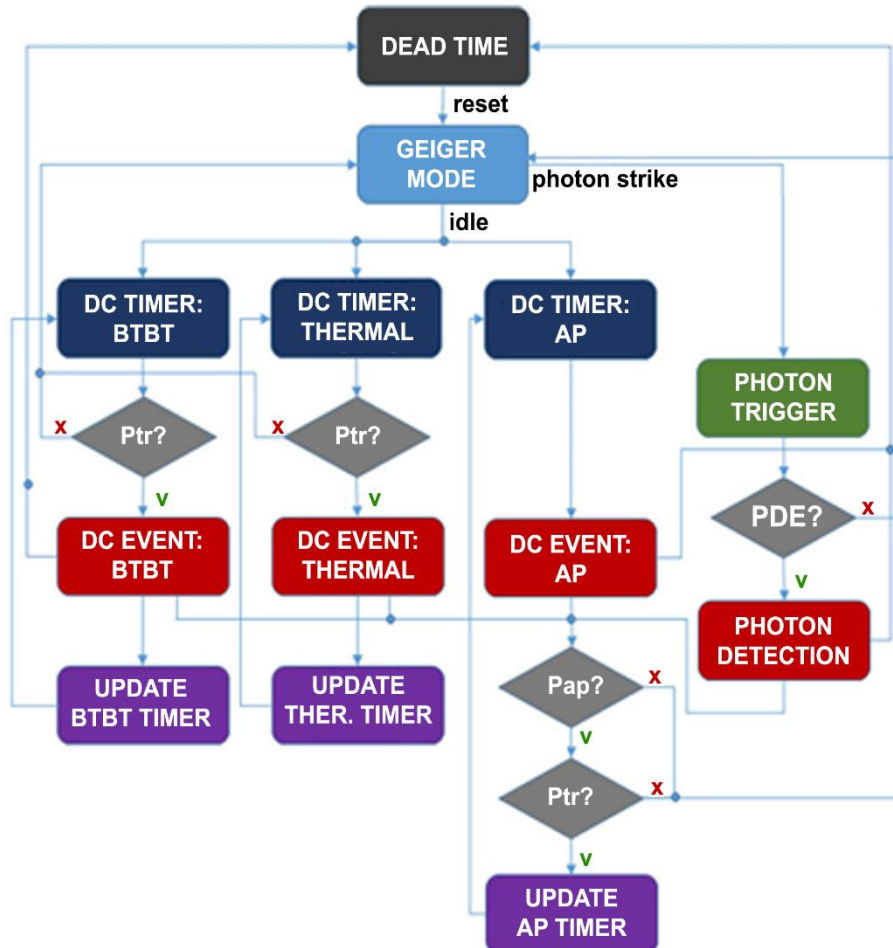 DEAD TIME
reset
GEIGER
MODE
photon strike
idle
DC TIMER:
BTBT
DC TIMER:
THERMAL
DC TIMER:
AP
PHOTON
TRIGGER
x
Ptr?
x
Ptr?
v
v
PDE?
x
DC EVENT:
BTBT
DC EVENT:
THERMAL
DC EVENT:
AP
v
PHOTON
DETECTION
UPDATE
BTBT TIMER
UPDATE
THER. TIMER
Pap?
x
v
Ptr?
x
v
UPDATE
AP TIMER